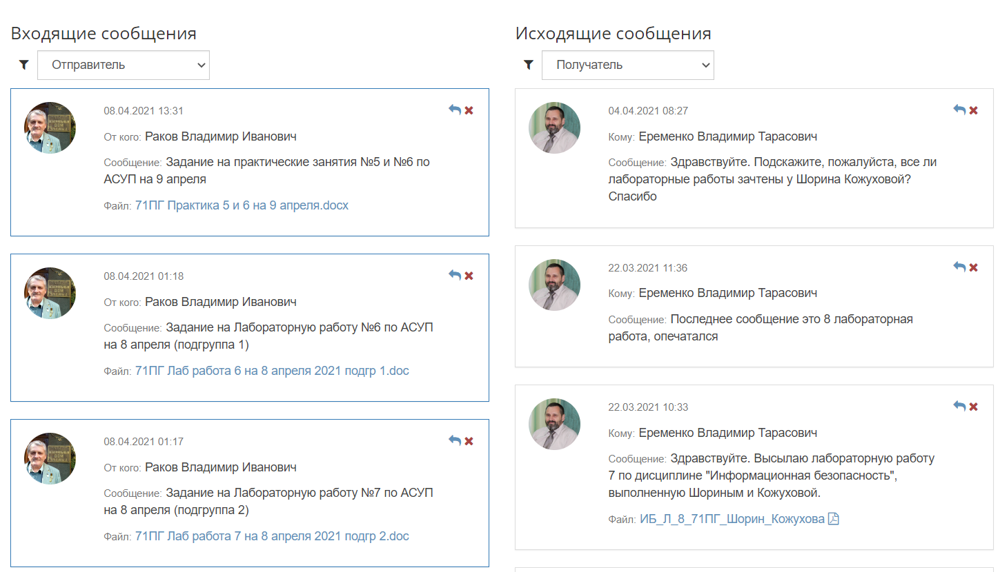 Входящие сообщения
Отправитель
08.04.2021 13:31
От кого: Раков Владимир Иванович
Сообщение: Задание на практические занятия №5 и №6 по
АСУП на 9 апреля
Файл: 71ПГ Практика 5 и 6 на 9 апреля.docx
08.04.2021 01:18
От кого: Раков Владимир Иванович
Сообщение: Задание на Лабораторную работу №6 по АСУП
на 8 апреля (подгруппа 1)
Файл: 71ПГ Лаб работа 6 на 8 апреля 2021 подгр 1.doc
08.04.2021 01:17
От кого: Раков Владимир Иванович
Сообщение: Задание на Лабораторную работу №7 по АСУП
на 8 апреля (подгруппа 2)
Файл: 71ПГ Лаб работа 7 на 8 апреля 2021 подгр 2.doc
Исходящие сообщения
Получатель
04.04.2021 08:27
Кому: Еременко Владимир Тарасович
Сообщение: Здравствуйте. Подскажите, пожалуйста, все ли
лабораторные работы зачтены у Шорина Кожуховой?
Спасибо
22.03.2021 11:36
Кому: Еременко Владимир Тарасович
Сообщение: Последнее сообщение это 8 лабораторная
работа, опечатался
22.03.2021 10:33
Кому: Еременко Владимир Тарасович
Сообщение: Здравствуйте. Высылаю лабораторную работу
7 по дисциплине "Информационная безопасность",
выполненную Шориным и Кожуховой.
Файл: ИБ_Л_8_71ПГ_Шорин_Кожухова